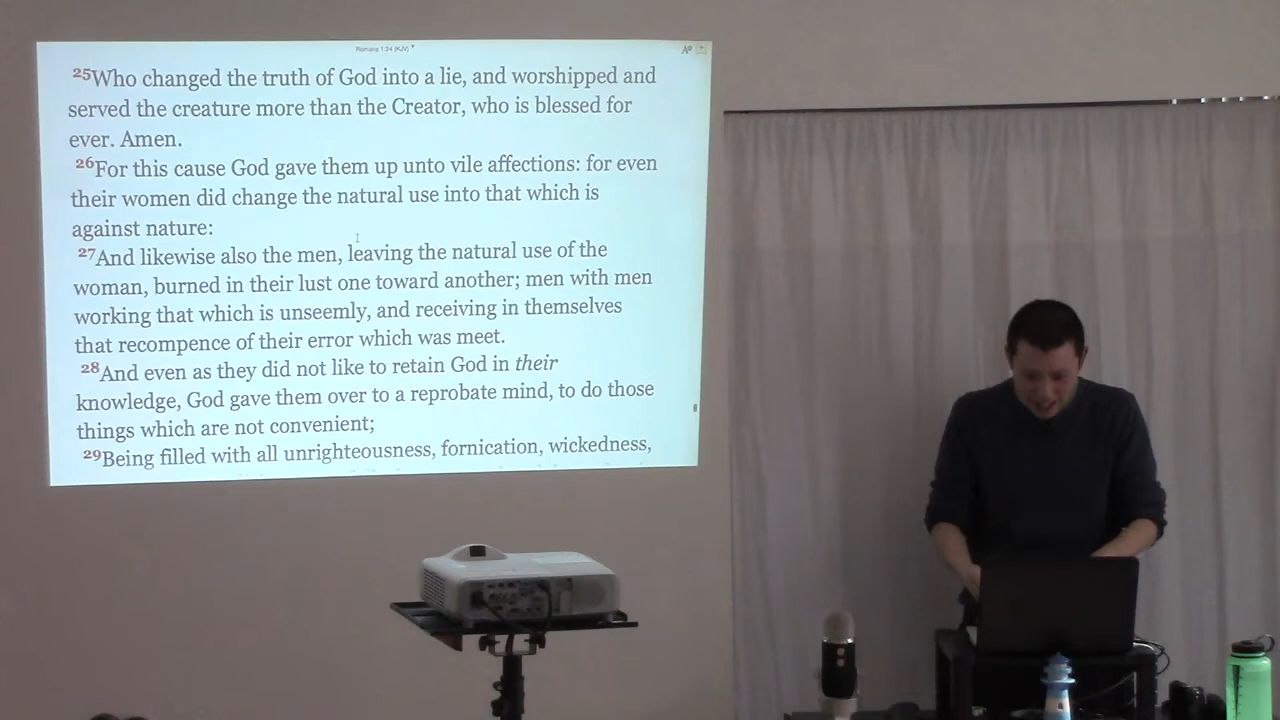 Romans 1:24 (KJV)
25Who changed the truth of God into a lie, and worshipped and
served the creature more than the Creator, who is blessed for
ever. Amen.
26For this cause God gave them up unto vile affections: for even
their women did change the natural use into that which is
against nature:
27And likewise also the men, leaving the natural use of the
woman, burned in their lust one toward another; men with men
working that which is unseemly, and receiving in themselves
that recompence of their error which was meet.
28And even as they did not like to retain God in their
knowledge, God gave them over to a reprobate mind, to do those
things which are not convenient;
29Being filled with all unrighteousness, fornication, wickedness,